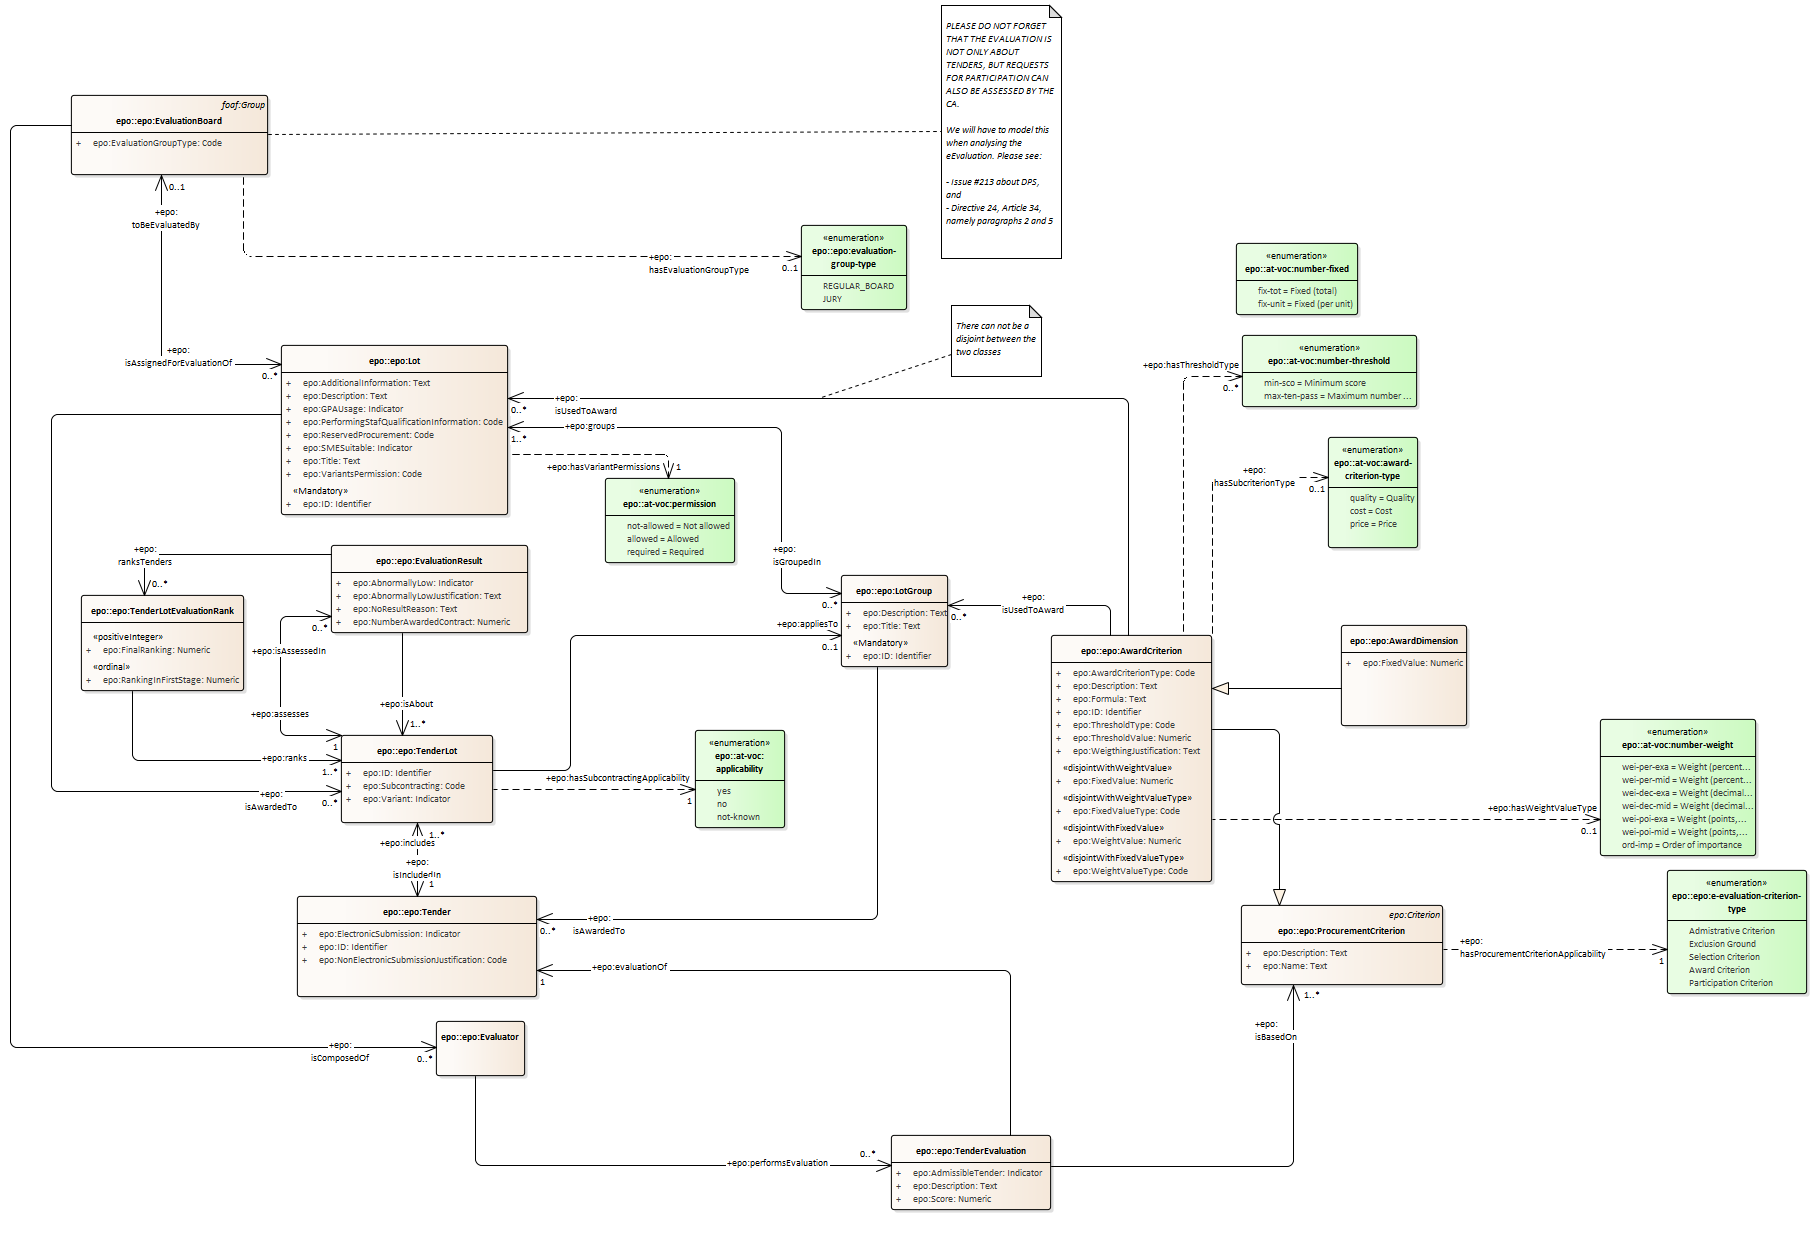 PLEASE DO NOT FORGET
THAT THE EVALUATION IS
NOT ONLY ABOUT
TENDERS, BUT REQUESTS
FOR PARTICIPATION CAN
ALSO BE ASSESSED BY THE
CA.
We will have to model this
when analysing the
eEvaluation. Please see:
- Issue #213 about DPS,
and
- Directive 24, Article 34,
namely paragraphs 2 and 5
foaf:Group
epo::epo:EvaluationBoard
+ epo:EvaluationGroupType: Code
0..1
+epo:
toBeEvaluatedBy
+epo:
isAssignedForEvaluationOf
0..*
+epo:
hasEvaluationGroupType
0..1
«enumeration»
epo::epo:evaluation-
group-type
REGULAR_BOARD
JURY
There can not be a
disjoint between the
two classes
«enumeration»
epo::at-voc:number-fixed
fix-tot = Fixed (total)
fix-unit = Fixed (per unit)
+epo:hasThresholdType
0..*
«enumeration»
epo::at-voc:number-threshold
min-sco = Minimum score
max-ten-pass = Maximum number ...
+epo:
hasSubcriterionType
0..1
«enumeration»
epo::at-voc:award-
criterion-type
quality = Quality
cost = Cost
price = Price
epo::epo:Lot
+ epo:AdditionalInformation: Text
+ epo:Description: Text
+ epo:GPAUsage: Indicator
+ epo:PerformingStafQualificationInformation: Code
+ epo:ReservedProcurement: Code
+ epo:SMESuitable: Indicator
+ epo:Title: Text
+ epo:VariantsPermission: Code
«Mandatory»
+ epo:ID: Identifier
0..*
+epo:
isUsedToAward
+epo:groups
1..*
+epo:hasVariantPermissions
1
«enumeration»
epo::at-voc:permission
not-allowed = Not allowed
allowed = Allowed
required = Required
+epo:
isGroupedIn
0..*
+epo:
ranksTenders
0..*
epo::epo:EvaluationResult
+ epo:AbnormallyLow: Indicator
+ epo:AbnormallyLowJustification: Text
+ epo:NoResultReason: Text
+ epo:NumberAwardedContract: Numeric
epo::epo:TenderLotEvaluationRank
«positiveInteger»
+ epo:FinalRanking: Numeric
«ordinal»
+ epo:RankingInFirstStage: Numeric
0..*
+epo:isAssessedIn
+epo:assesses
1
+epo:isAbout
1..*
+epo:ranks
1..*
+epo:
isAwardedTo
0..*
epo::epo:LotGroup
+ epo:Description: Text
+ epo:Title: Text
«Mandatory»
+ epo:ID: Identifier
+epo:appliesTo
0..1
0..*
+epo:
isUsedToAward
epo::epo:AwardCriterion
+ epo:AwardCriterionType: Code
+ epo:Description: Text
+ epo:Formula: Text
+ epo:ID: Identifier
+ epo:ThresholdType: Code
+ epo:ThresholdValue: Numeric
+ epo:WeigthingJustification: Text
«disjointWithWeightValue»
+ epo:FixedValue: Numeric
«disjointWithWeightValueType»
+ epo:FixedValueType: Code
«disjointWithFixedValue»
+ epo:WeightValue: Numeric
«disjointWithFixedValueType»
+ epo:WeightValueType: Code
epo::epo:AwardDimension
+ epo:FixedValue: Numeric
+epo:hasWeightValueType
0..1
«enumeration»
epo::at-voc:number-weight
wei-per-exa = Weight (percent...
wei-per-mid = Weight (percent...
wei-dec-exa = Weight (decimal...
wei-dec-mid = Weight (decimal...
wei-poi-exa = Weight (points,...
wei-poi-mid = Weight (points,...
ord-imp = Order of importance
epo::epo:TenderLot
+ epo:ID: Identifier
+ epo:Subcontracting: Code
+ epo:Variant: Indicator
+epo:hasSubcontractingApplicability
1
«enumeration»
epo::at-voc:
applicability
yes
no
not-known
1..*
+epo:includes
+epo:
isIncludedIn
1
epo::epo:Tender
+ epo:ElectronicSubmission: Indicator
+ epo:ID: Identifier
+ epo:NonElectronicSubmissionJustification: Code
+epo:
0..*
isAwardedTo
+epo:evaluationOf
1
epo:Criterion
epo::epo:ProcurementCriterion
+ epo:Description: Text
+ epo:Name: Text
+epo:
hasProcurementCriterionApplicability
1
«enumeration»
epo::epo:e-evaluation-criterion-
type
Admistrative Criterion
Exclusion Ground
Selection Criterion
Award Criterion
Participation Criterion
1..*
+epo:
isBasedOn
epo::epo:Evaluator
+epo:
isComposedOf
0..*
+epo:performsEvaluation
0..*
epo::epo:TenderEvaluation
+ epo:AdmissibleTender: Indicator
+ epo:Description: Text
+ epo:Score: Numeric